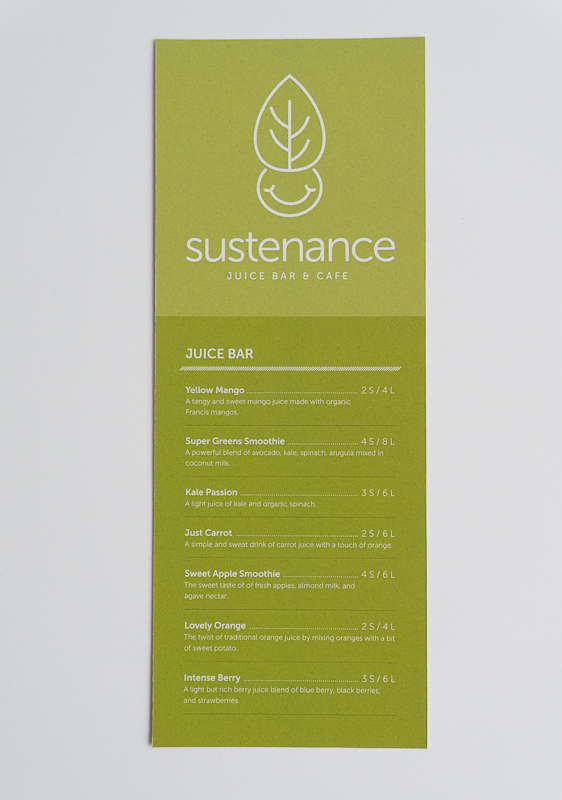 sustenance
JUICE BAR & CAFE
JUICE BAR
Yellow Mango ........................................ 2 S / 4 L
A tangy and sweet mango juice made with organic
Francis mangos.
Super Greens Smoothie ........................ 4 S / 8 L
A powerful blend of avocado, kale, spinach, arugula mixed in
coconut milk.
Kale Passion ........................................ 3 S / 6 L
A light juice of kale and organic spinach.
Just Carrot ........................................ 2 S / 6 L
A simple and sweat drink of carrot juice with a touch of orange.
Sweet Apple Smoothie ........................ 4 S / 6 L
The sweet taste of of fresh apples, almond milk, and
agave nectar.
Lovely Orange ........................................ 2 S / 4 L
The twist of traditional orange juice by mixing oranges with a bit
of sweet potato.
Intense Berry ........................................ 3 S / 6 L
A light but rich berry juice blend of blue berry, black berries,
and strawberries.